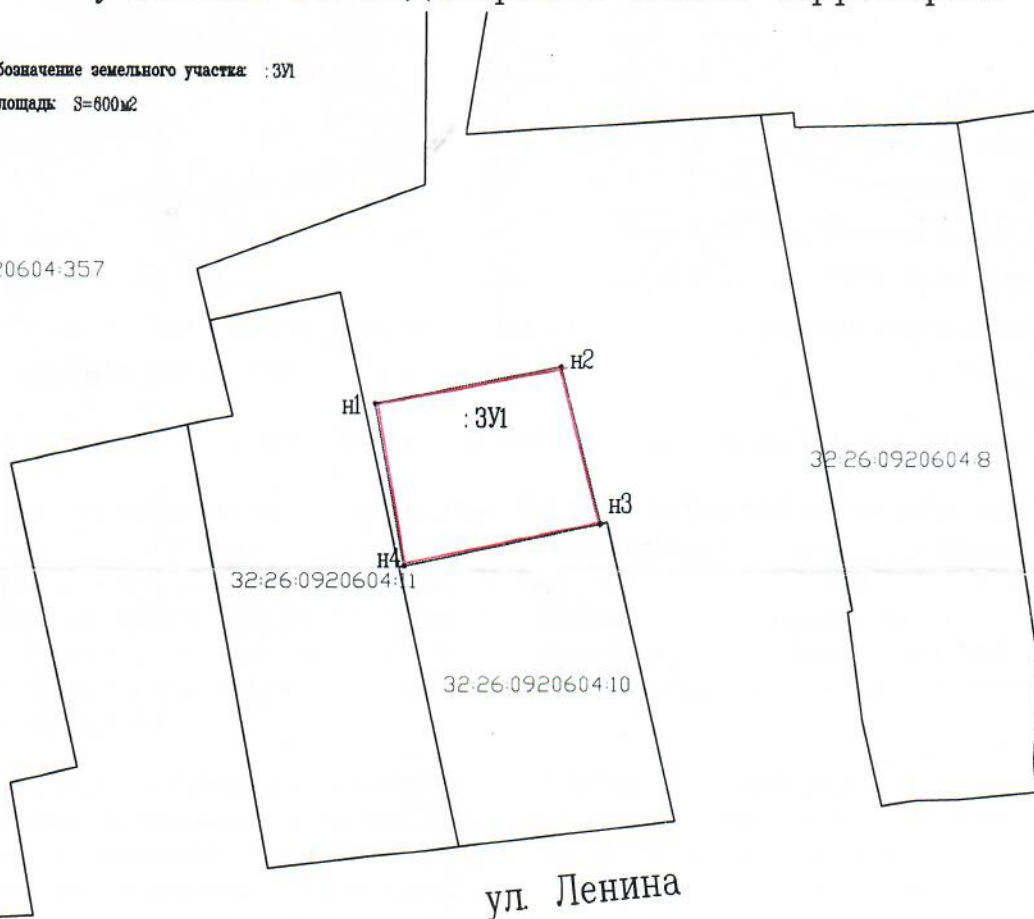 бозначение земельного участка: :ЗУ1
лощадь: S=600м2
20604:357
н2
н1
:ЗУ1
32:26:0920604:8
н3
н4
32:26:0920604:11
32:26:0920604:10
ул. Ленина